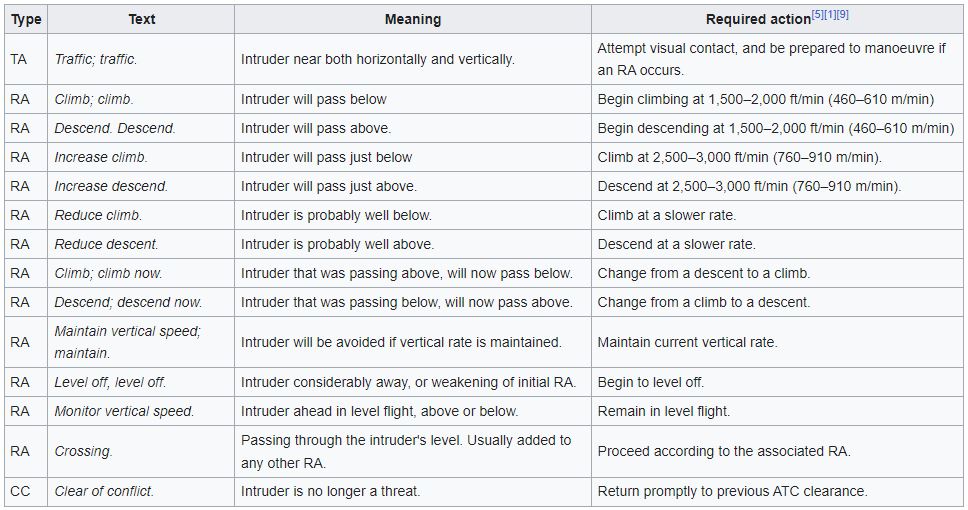 Type Text Meaning Required action[5][1][9]
TA Traffic; traffic. Intruder near both horizontally and vertically. Attempt visual contact, and be prepared to manoeuvre if
an RA occurs.
RA Climb; climb. Intruder will pass below Begin climbing at 1,500–2,000 ft/min (460–610 m/min)
RA Descend. Descend. Intruder will pass above. Begin descending at 1,500–2,000 ft/min (460–610 m/min)
RA Increase climb. Intruder will pass just below Climb at 2,500–3,000 ft/min (760–910 m/min).
RA Increase descend. Intruder will pass just above. Descend at 2,500–3,000 ft/min (760–910 m/min).
RA Reduce climb. Intruder is probably well below. Climb at a slower rate.
RA Reduce descent. Intruder is probably well above. Descend at a slower rate.
RA Climb; climb now. Intruder that was passing above, will now pass below. Change from a descent to a climb.
RA Descend; descend now. Intruder that was passing below, will now pass above. Change from a climb to a descent.
RA Maintain vertical speed;
maintain. Intruder will be avoided if vertical rate is maintained. Maintain current vertical rate.
RA Level off, level off. Intruder considerably away, or weakening of initial RA. Begin to level off.
RA Monitor vertical speed. Intruder ahead in level flight, above or below. Remain in level flight.
RA Crossing. Passing through the intruder's level. Usually added to
any other RA. Proceed according to the associated RA.
CC Clear of conflict. Intruder is no longer a threat. Return promptly to previous ATC clearance.